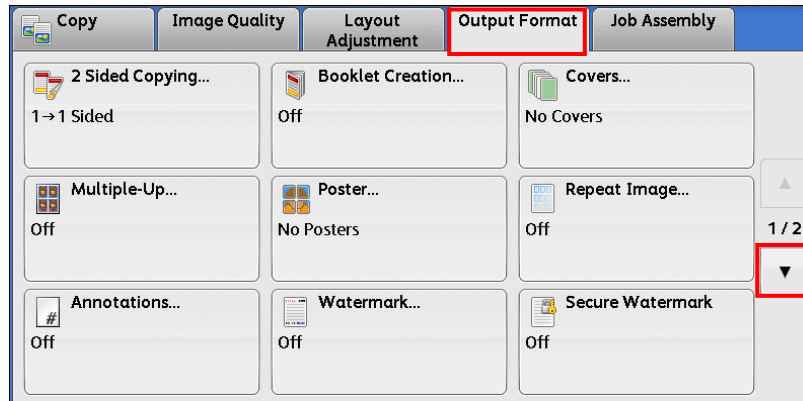 Copy
Image Quality
Layout
Adjustment
Output Format
Job Assembly
2 Sided Copying...
1→1 Sided
Booklet Creation...
Off
Covers...
No Covers
Multiple-Up...
Off
Poster...
No Posters
Repeat Image...
Off
1/2
Annotations...
Off
Watermark...
Off
Secure Watermark
Off